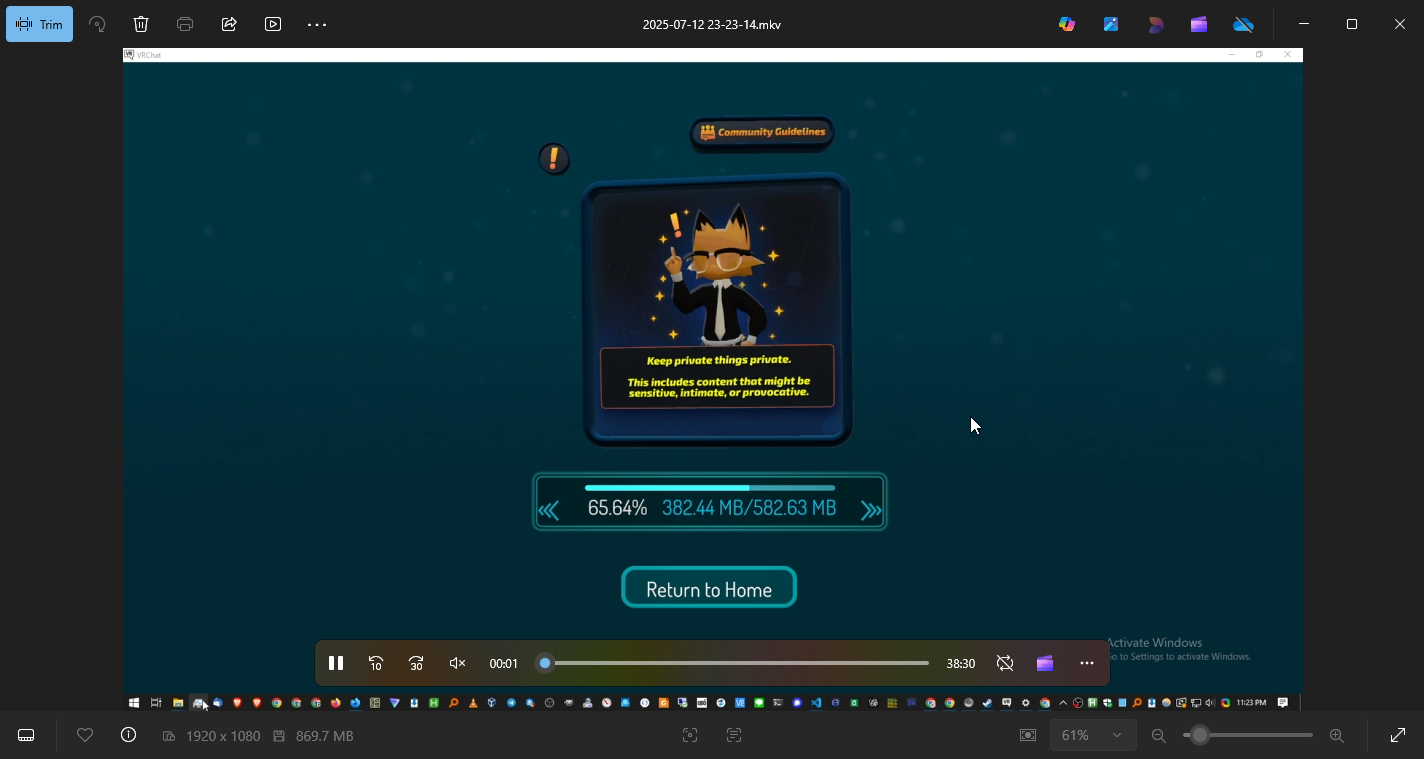 Trim
2025-07-12 23-23-14.mkv
VRChat
Community Guidelines
Keep private things private.
This includes content that might be
sensitive, intimate, or provocative.
65.64% 382.44 MB/582.63 MB
Return to Home
Activate Windows
to Settings to activate Windows.
10
30
00:01
38:30
11:23 PM
1920 x 1080
869.7 MB
61%